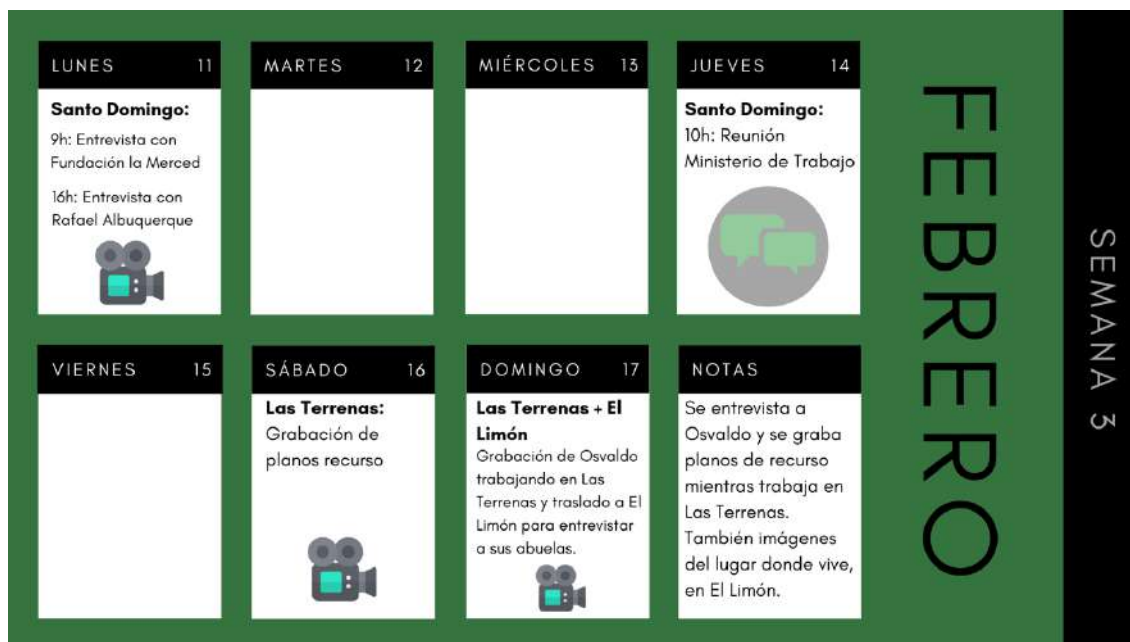 LUNES 11
Santo Domingo:
9h: Entrevista con
Fundación la Merced
16h: Entrevista con
Rafael Albuquerque
MARTES 12
MIÉRCOLES 13
JUEVES 14
Santo Domingo:
10h: Reunión
Ministerio de Trabajo
VIERNES 15
SÁBADO 16
Las Terrenas:
Grabación de
planos recurso
DOMINGO 17
Las Terrenas + El
Limón
Grabación de Osvaldo
trabajando en Las
Terrenas y traslado a El
Limón para entrevistar
a sus abuelas.
NOTAS
Se entrevista a
Osvaldo y se graba
planos de recurso
mientras trabaja en
Las Terrenas.
También imágenes
del lugar donde vive,
en El Limón.
FEBRERO
SEMANA 3